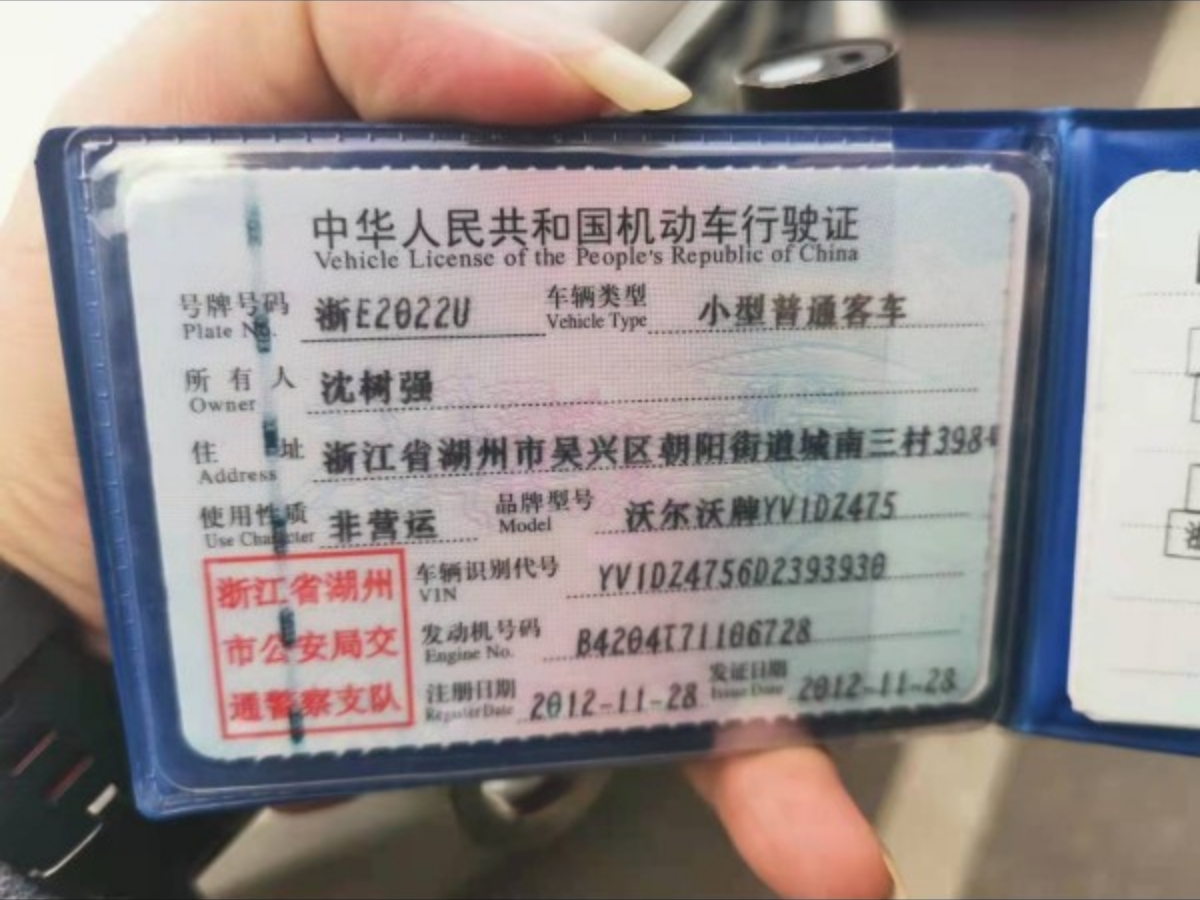 中华人民共和国机动车行驶证
Vehicle License of the People's Republic of China
号牌号码 浙E2022U 车辆类型 小型普通客车
Plate No. Vehicle Type
所有人 沈树强
Owner
住址 浙江省湖州市吴兴区朝阳街道城南三村398
Address
使用性质 非营运 品牌型号 沃尔沃牌YV1DZ475
Use Character Model
浙江省湖州
市公安局交
通警察支队
车辆识别代号 YV1DZ4756D2393930
VIN
发动机号码 B4204T71106728
Engine No.
注册日期 2012-11-28 发证日期 2012-11-28
Register Date Issue Date